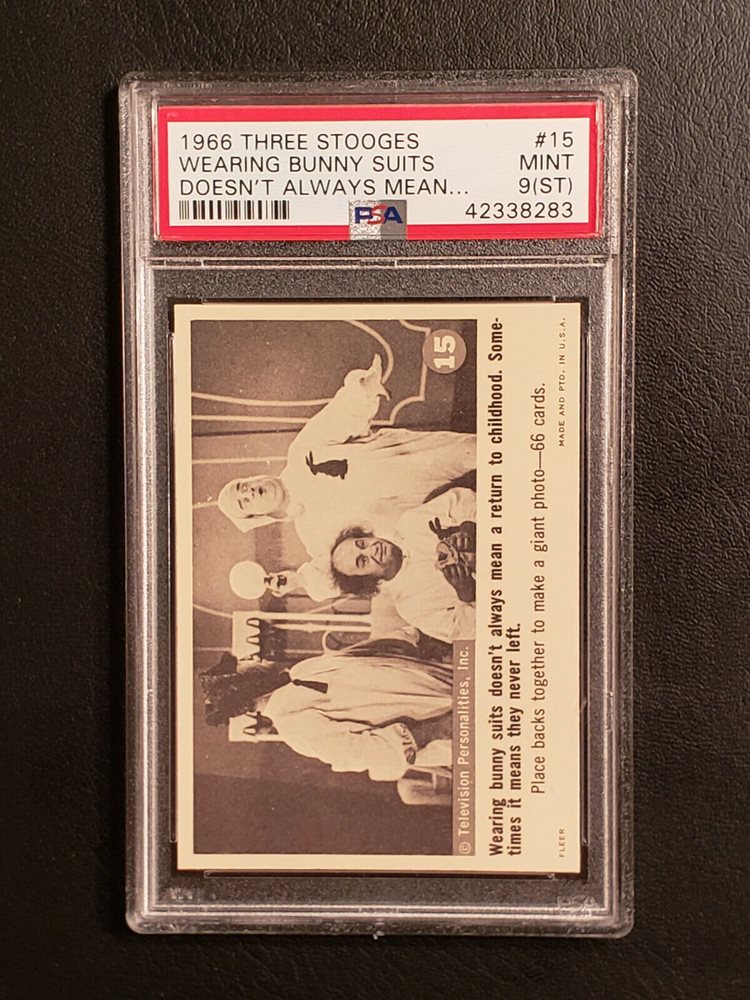 1966 THREE STOOGES #15
WEARING BUNNY SUITS MINT
DOESN'T ALWAYS MEAN... 9(ST)
PSA 42338283
15
© Television Personalities, Inc.
Wearing bunny suits doesn't always mean a return to childhood. Some-
times it means they never left.
Place backs together to make a giant photo—66 cards.
FLEER MADE AND PTD. IN U.S.A.
PSA